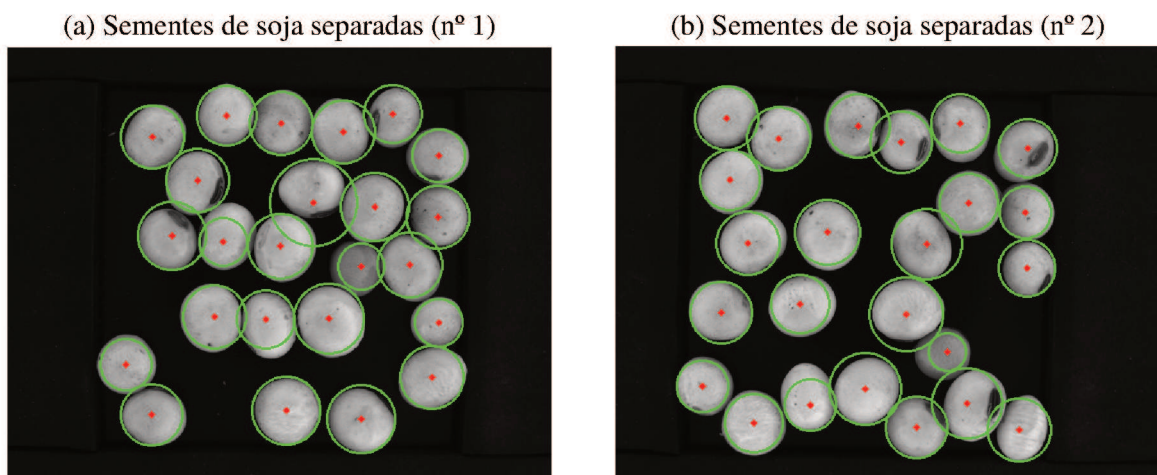 (a) Sementes de soja separadas (nº 1)
(b) Sementes de soja separadas (nº 2)